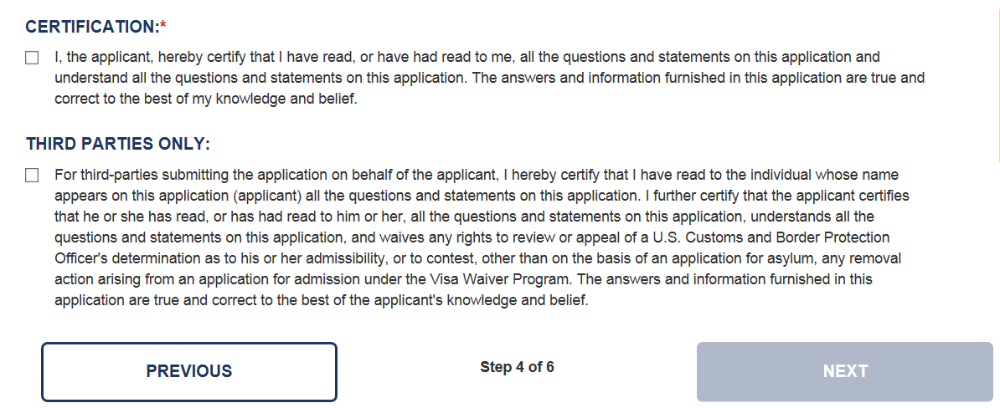 CERTIFICATION:*
I, the applicant, hereby certify that I have read, or have had read to me, all the questions and statements on this application and
understand all the questions and statements on this application. The answers and information furnished in this application are true and
correct to the best of my knowledge and belief.
THIRD PARTIES ONLY:
For third-parties submitting the application on behalf of the applicant, I hereby certify that I have read to the individual whose name
appears on this application (applicant) all the questions and statements on this application. I further certify that the applicant certifies
that he or she has read, or has had read to him or her, all the questions and statements on this application, understands all the
questions and statements on this application, and waives any rights to review or appeal of a U.S. Customs and Border Protection
Officer's determination as to his or her admissibility, or to contest, other than on the basis of an application for asylum, any removal
action arising from an application for admission under the Visa Waiver Program. The answers and information furnished in this
application are true and correct to the best of the applicant's knowledge and belief.
PREVIOUS
Step 4 of 6
NEXT